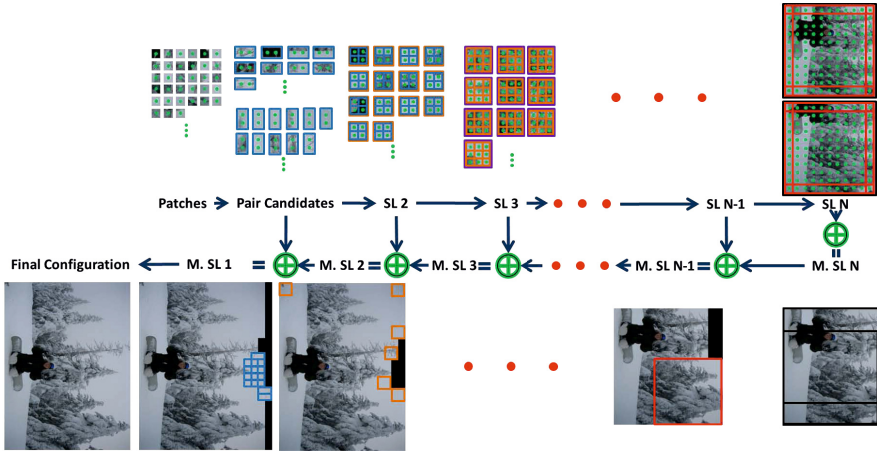 Patches Pair Candidates SL 2 SL 3 SL N-1 SL N
Final Configuration M. SL 1 = M. SL 2 = M. SL 3 = M. SL N-1 = M. SL N